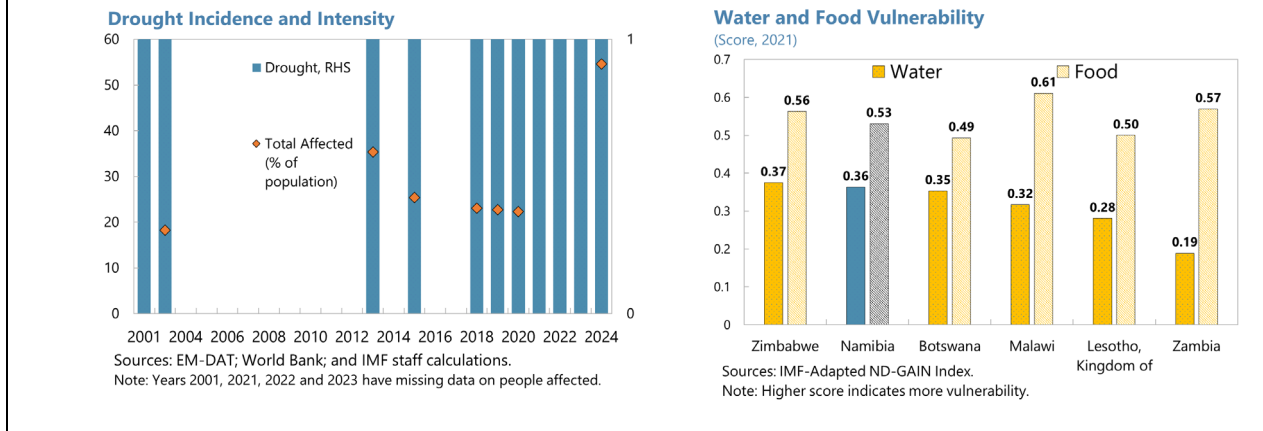 Drought Incidence and Intensity
60
50
40
30
20
10
0
1
0
Drought, RHS
Total Affected
(% of
population)
2001 2004 2006 2008 2010 2012 2014 2016 2018 2020 2022 2024
Sources: EM-DAT; World Bank; and IMF staff calculations.
Note: Years 2001, 2021, 2022 and 2023 have missing data on people affected.
Water and Food Vulnerability
(Score, 2021)
0.7
0.6
0.5
0.4
0.3
0.2
0.1
0
Water Food
0.37 0.56 0.36 0.53 0.35 0.49 0.32 0.61 0.28 0.50 0.19 0.57
Zimbabwe Namibia Botswana Malawi Lesotho, Zambia
Kingdom of
Sources: IMF-Adapted ND-GAIN Index.
Note: Higher score indicates more vulnerability.